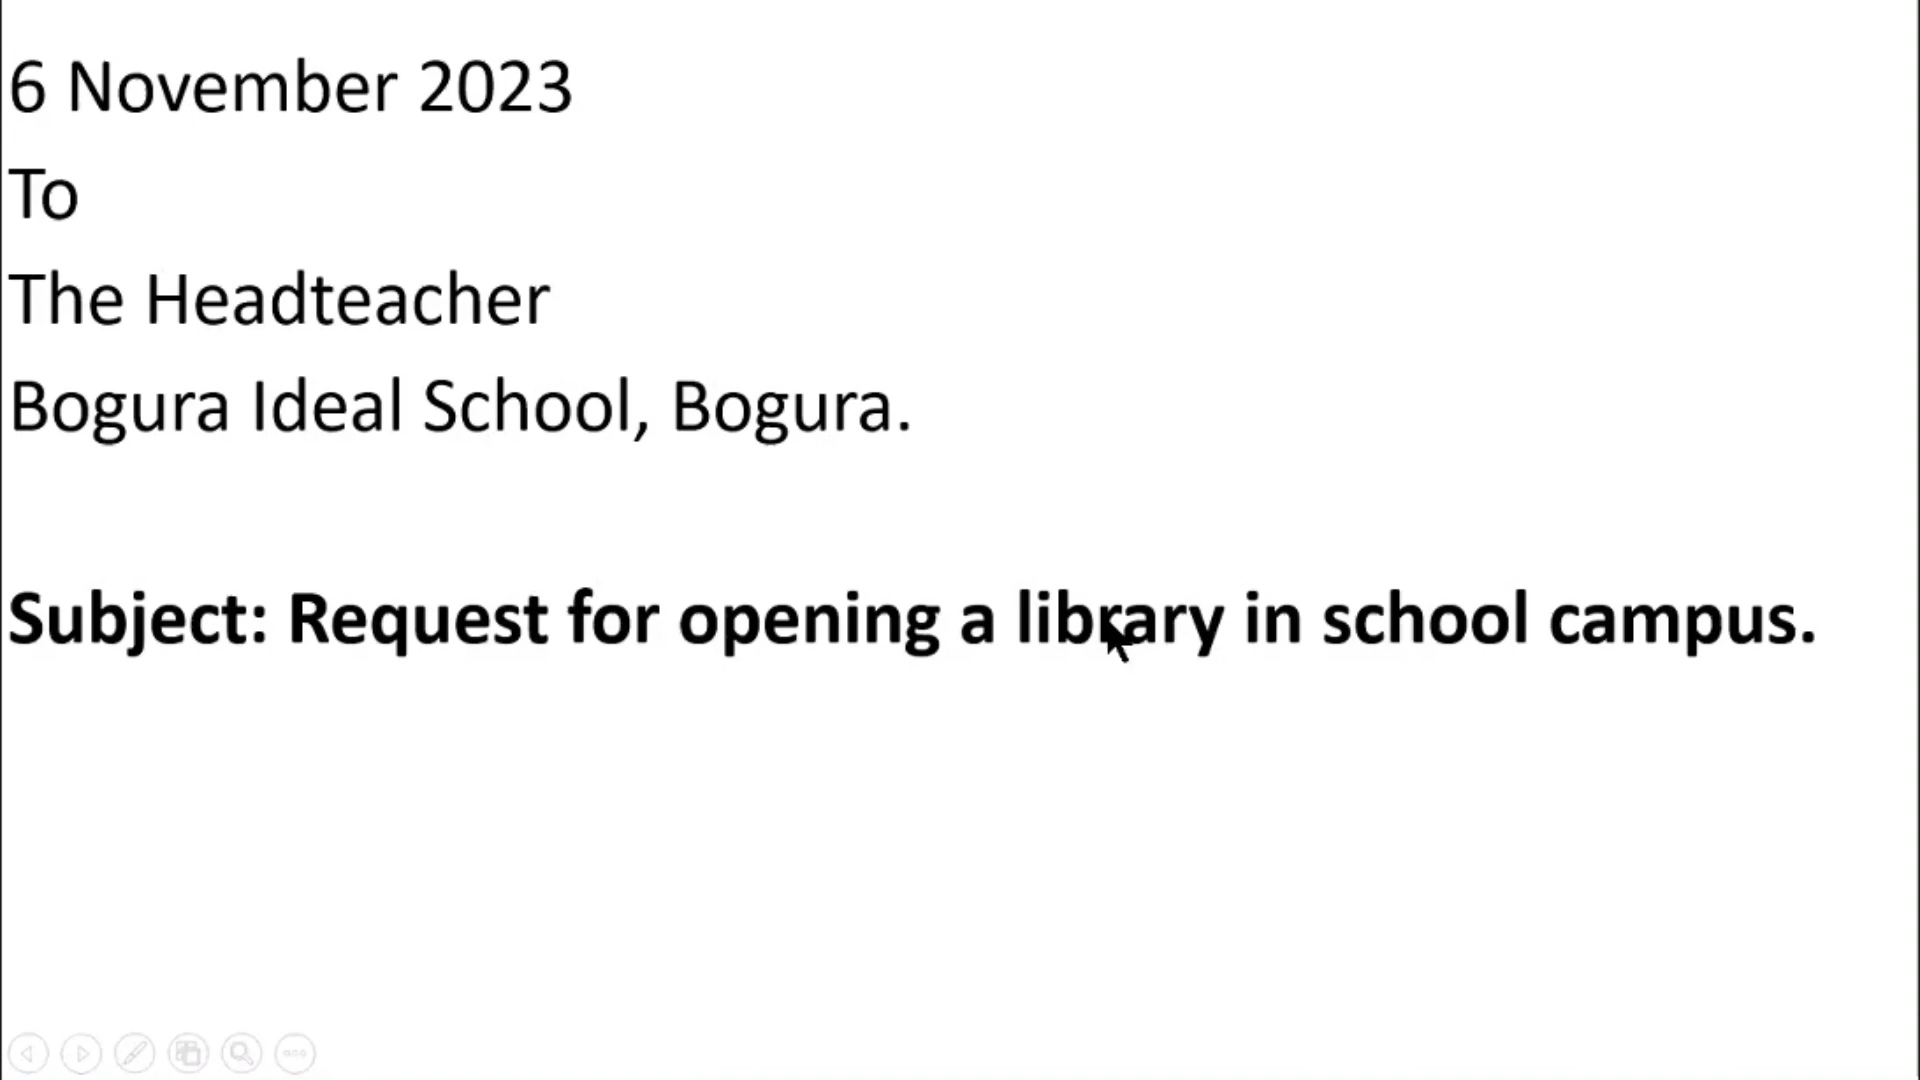 6 November 2023
To
The Headteacher
Bogura Ideal School, Bogura.
Subject: Request for opening a library in school campus.